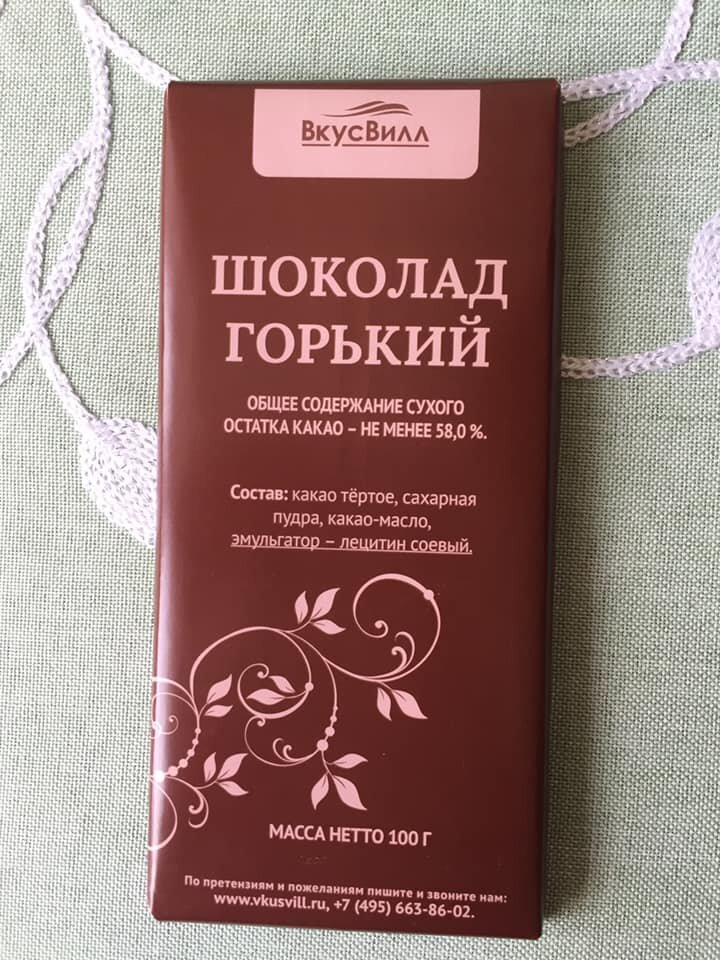 ВкусВилл
ШОКОЛАД
ГОРЬКИЙ
ОБЩЕЕ СОДЕРЖАНИЕ СУХОГО
ОСТАТКА КАКАО – НЕ МЕНЕЕ 58,0 %.
Состав: какао тёртое, сахарная
пудра, какао-масло,
эмульгатор – лецитин соевый.
МАССА НЕТТО 100 Г
По претензиям и пожеланиям пишите и звоните нам:
www.vkusvill.ru, +7 (495) 663-86-02.